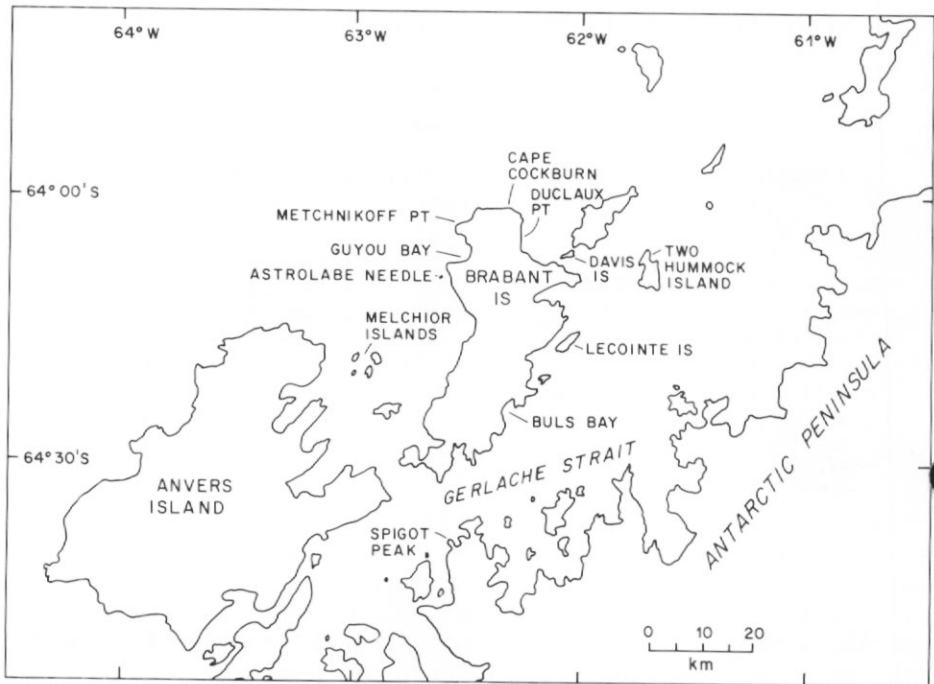 64°W 63°W 62°W 61°W
64°00'S
CAPE
COCKBURN
DUCLAUX
PT
METCHNIKOFF PT
GUYOU BAY
ASTROLABE NEEDLE
BRABANT
IS
DAVIS
IS
TWO
HUMMOCK
ISLAND
MELCHIOR
ISLANDS
LECOINTE IS
BULS BAY
64°30'S
ANVERS
ISLAND
GERLACHE STRAIT
ANTARCTIC PENINSULA
SPIGOT
PEAK
0 10 20
km